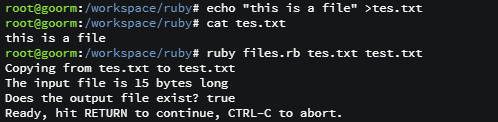 root@goorm:/workspace/ruby# echo "this is a file" >tes.txt
root@goorm:/workspace/ruby# cat tes.txt
this is a file
root@goorm:/workspace/ruby# ruby files.rb tes.txt test.txt
Copying from tes.txt to test.txt
The input file is 15 bytes long
Does the output file exist? true
Ready, hit RETURN to continue, CTRL-C to abort.